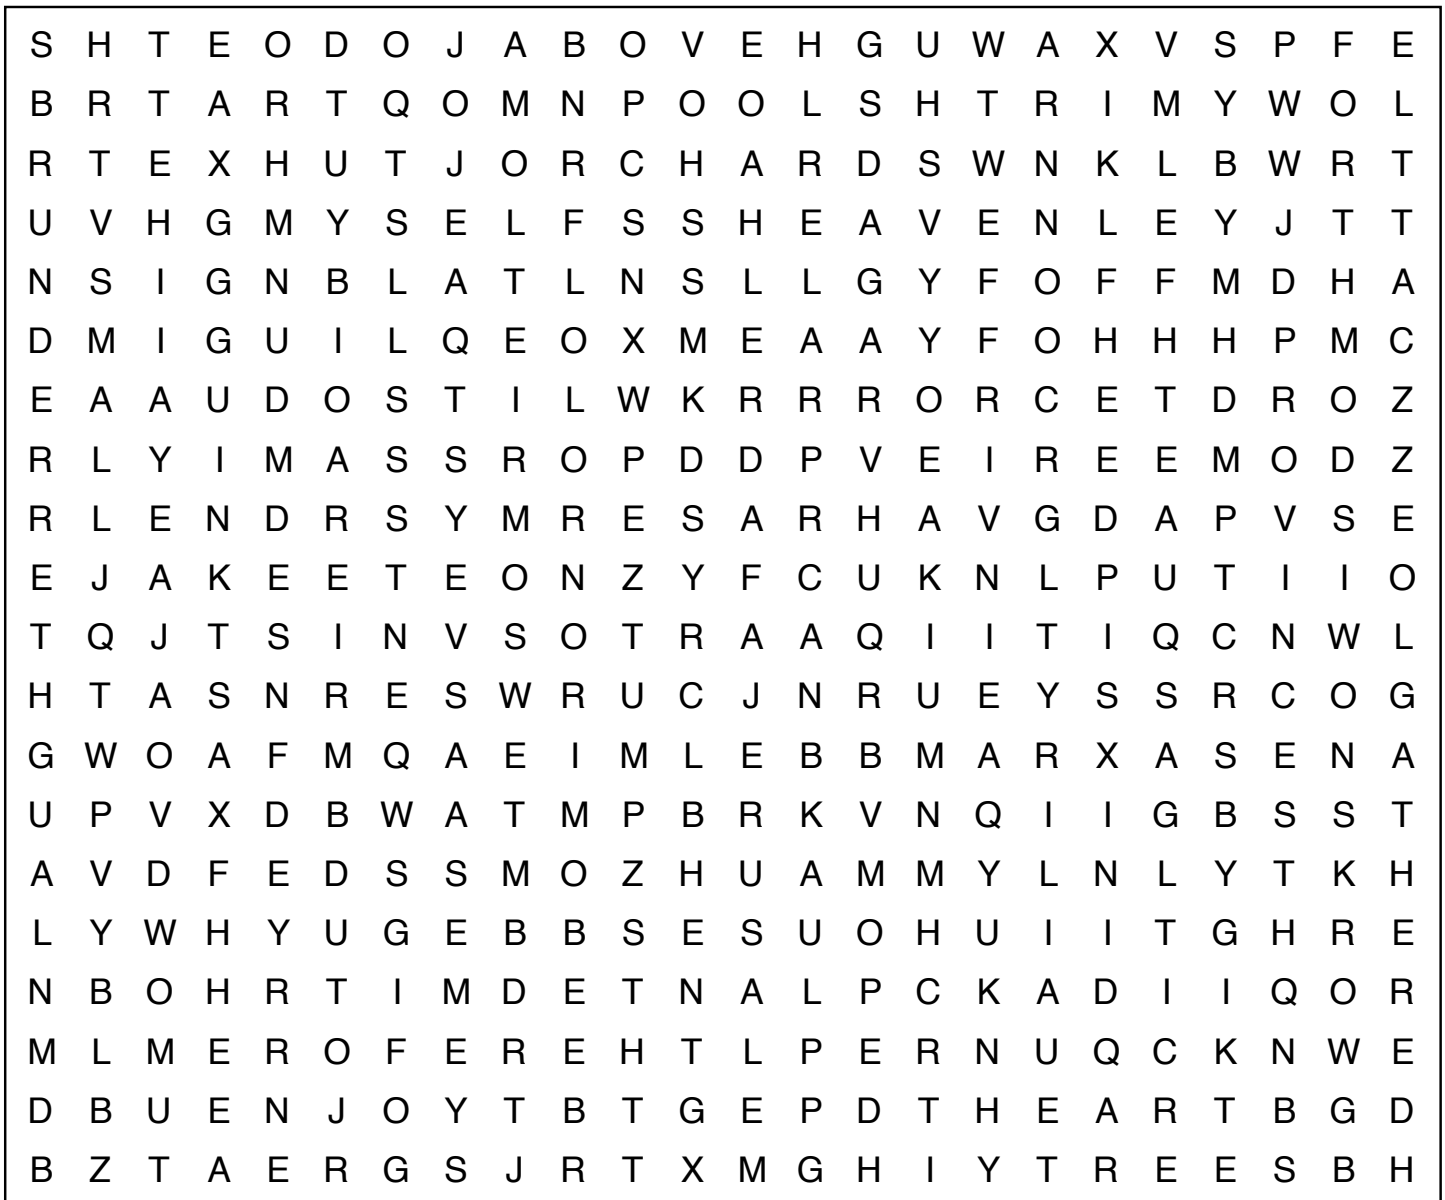 S H T E O D O J A B O V E H G U W A X V S P F E
B R T A R T Q O M N P O O L S H T R I M Y W O L
R T E X H U T J O R C H A R D S W N K L B W R T
U V H G M Y S E L F S S H E A V E N L E Y J T T
N S I G N B L A T L N S L L G Y F O F F M D H A
D M I G U I L Q E O X M E A A Y F O H H H P M C
E A A U D O S T I L W K R R R O R C E T D R O Z
R L Y I M A S S R O P D D P V E I R E E M O D Z
R L E N D R S Y M R E S A R H A V G D A P V S E
E J A K E E T E O N Z Y F C U K N L P U T I I O
T Q J T S I N V S O T R A A Q I I T I Q C N W L
H T A S N R E S W R U C J N R U E Y S S R C O G
G W O A F M Q A E I M L E B B M A R X A S E N A
U P V X D B W A T M P B R K V N Q I I G B S S T
A V D F E D S S M O Z H U A M M Y L N L Y T K H
L Y W H Y U G E B B S E S U O H U I I T G H R E
N B O H R T I M D E T N A L P C K A D I I Q O R
M L M E R O F E R E H T L P E R N U Q C K N W E
D B U E N J O Y T B T G E P D T H E A R T B G D
B Z T A E R G S J R T X M G H I Y T R E E S B H